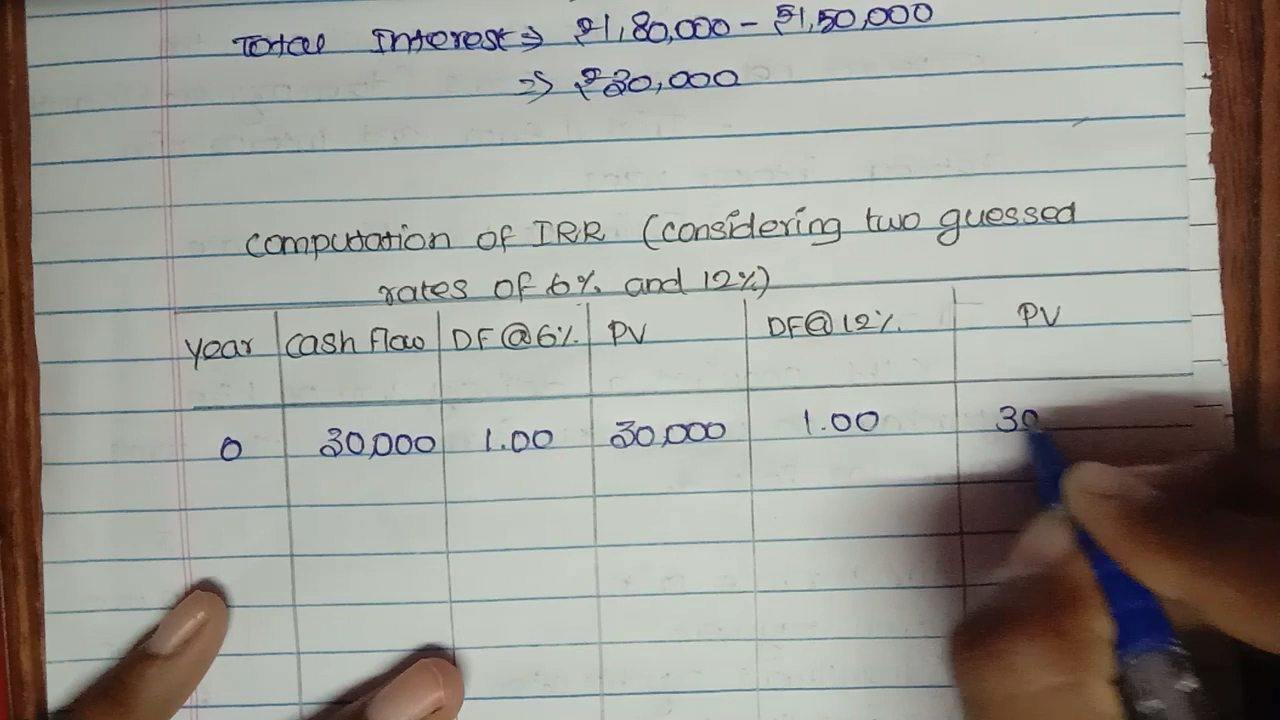 Total Interest ⇒ ₹1,80,000 - ₹1,50,000
⇒ ₹30,000
Computation of IRR (considering two guessed
rates of 6% and 12%)
year cash flow DF@6% PV DF@12% PV
0 30,000 1.00 30,000 1.00 30